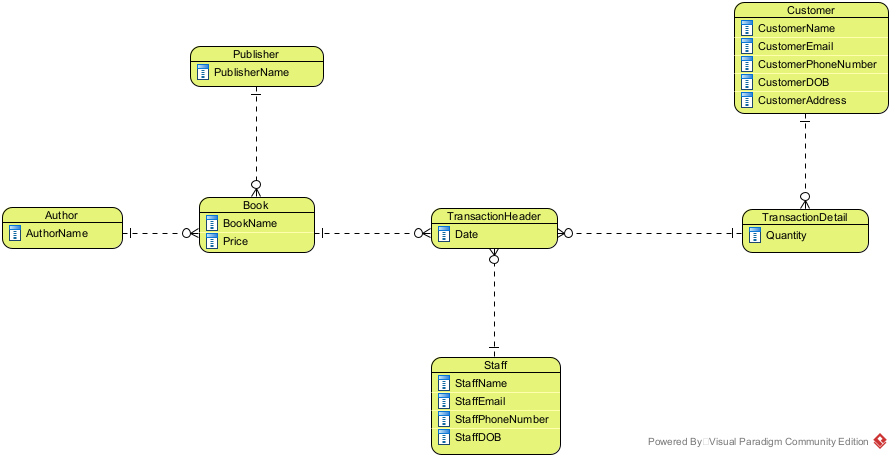 Customer
CustomerName
CustomerEmail
CustomerPhoneNumber
CustomerDOB
CustomerAddress
Publisher
PublisherName
Author
AuthorName
Book
BookName
Price
TransactionHeader
Date
TransactionDetail
Quantity
Staff
StaffName
StaffEmail
StaffPhoneNumber
StaffDOB
Powered By Visual Paradigm Community Edition